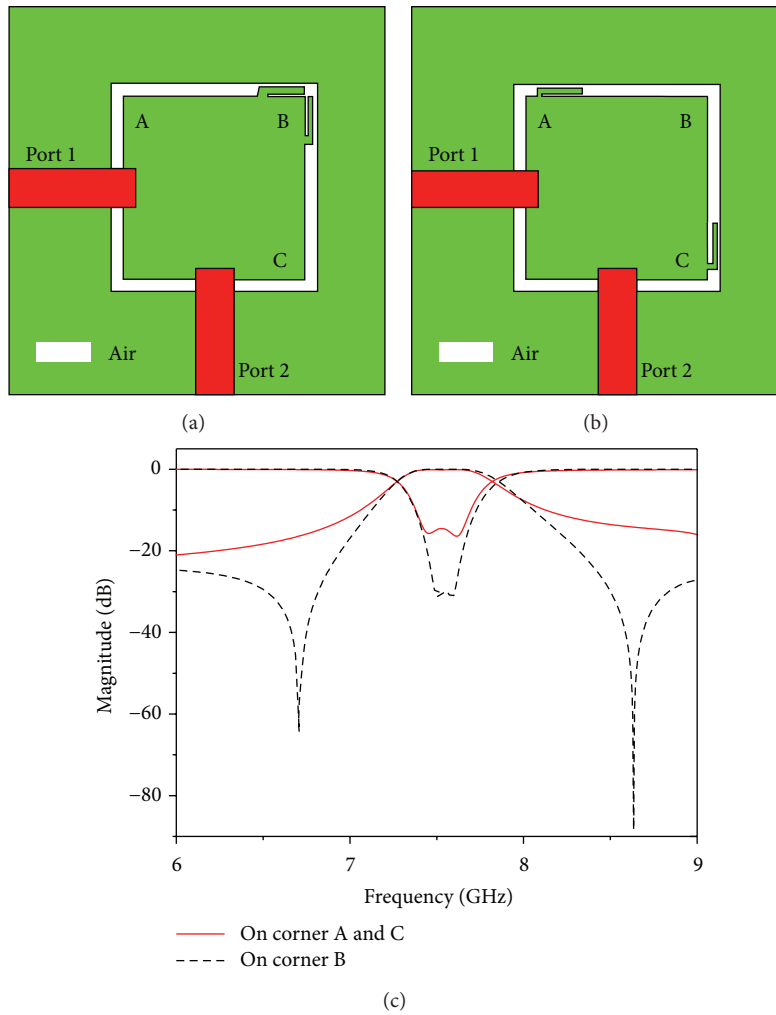 A
B
Port 1
C
Air
Port 2
(a)
A
B
Port 1
C
Air
Port 2
(b)
0
−20
−40
−60
−80
Magnitude (dB)
6
7
8
9
Frequency (GHz)
On corner A and C
On corner B
(c)